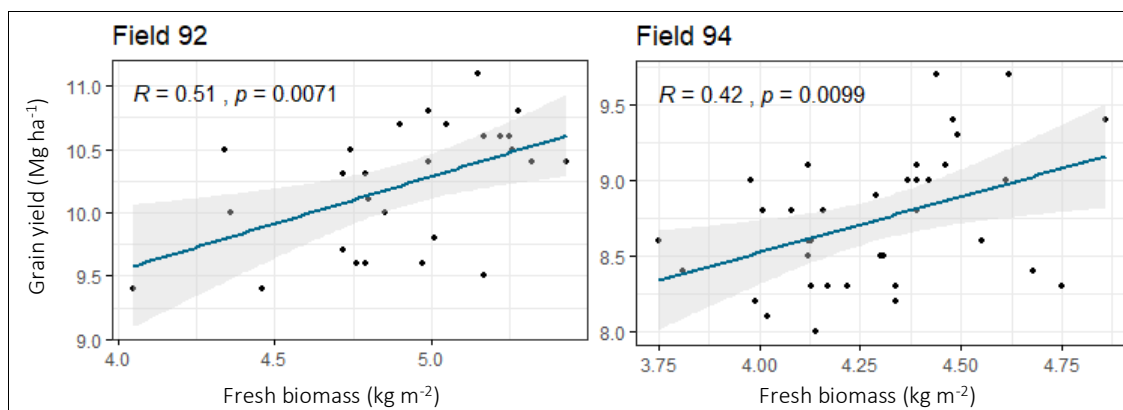 Field 92
Field 94
Grain yield (Mg ha⁻¹)
R = 0.51 , p = 0.0071
11.0
10.5
10.0
9.5
9.0
4.0
4.5
5.0
Fresh biomass (kg m⁻²)
R = 0.42 , p = 0.0099
9.5
9.0
8.5
8.0
3.75
4.00
4.25
4.50
4.75
Fresh biomass (kg m⁻²)